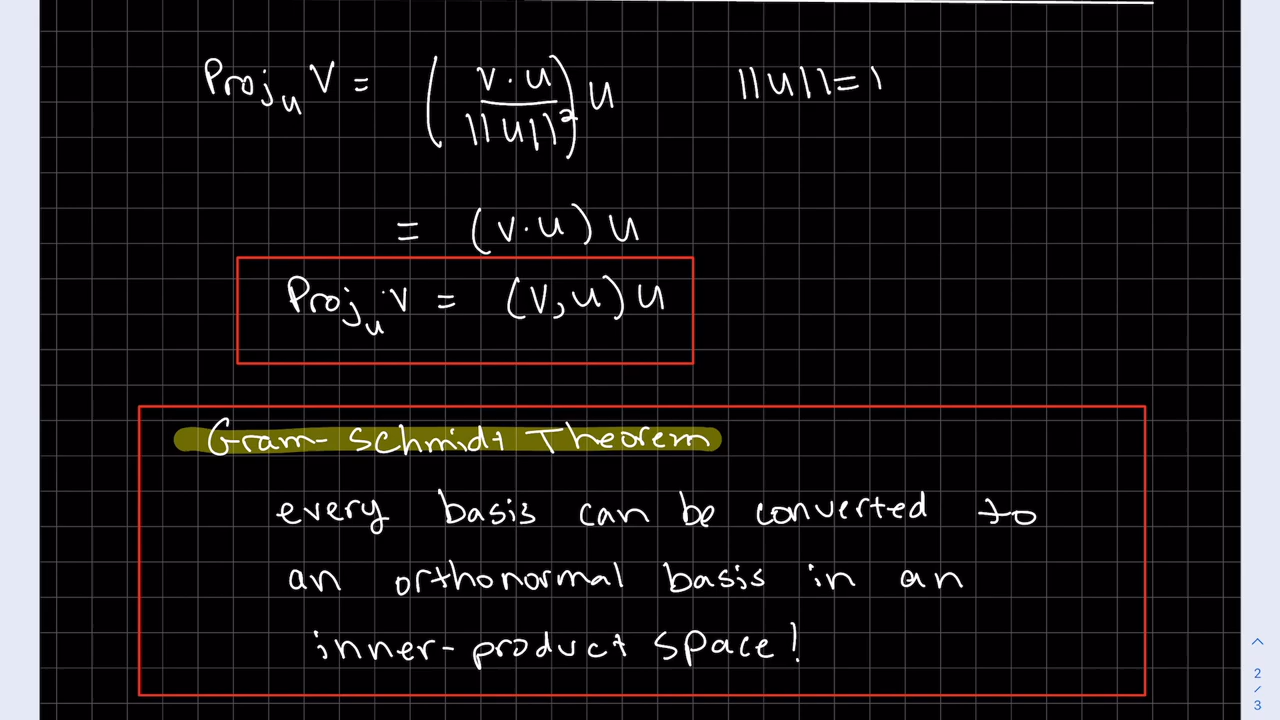 Proj_u V = (v · u / ||u||²) u   ||u|| = 1
= (v · u) u
Proj_u v = (v, u) u
Gram-Schmidt Theorem
every basis can be converted to
an orthonormal basis in an
inner-product space!
^
2
/
3